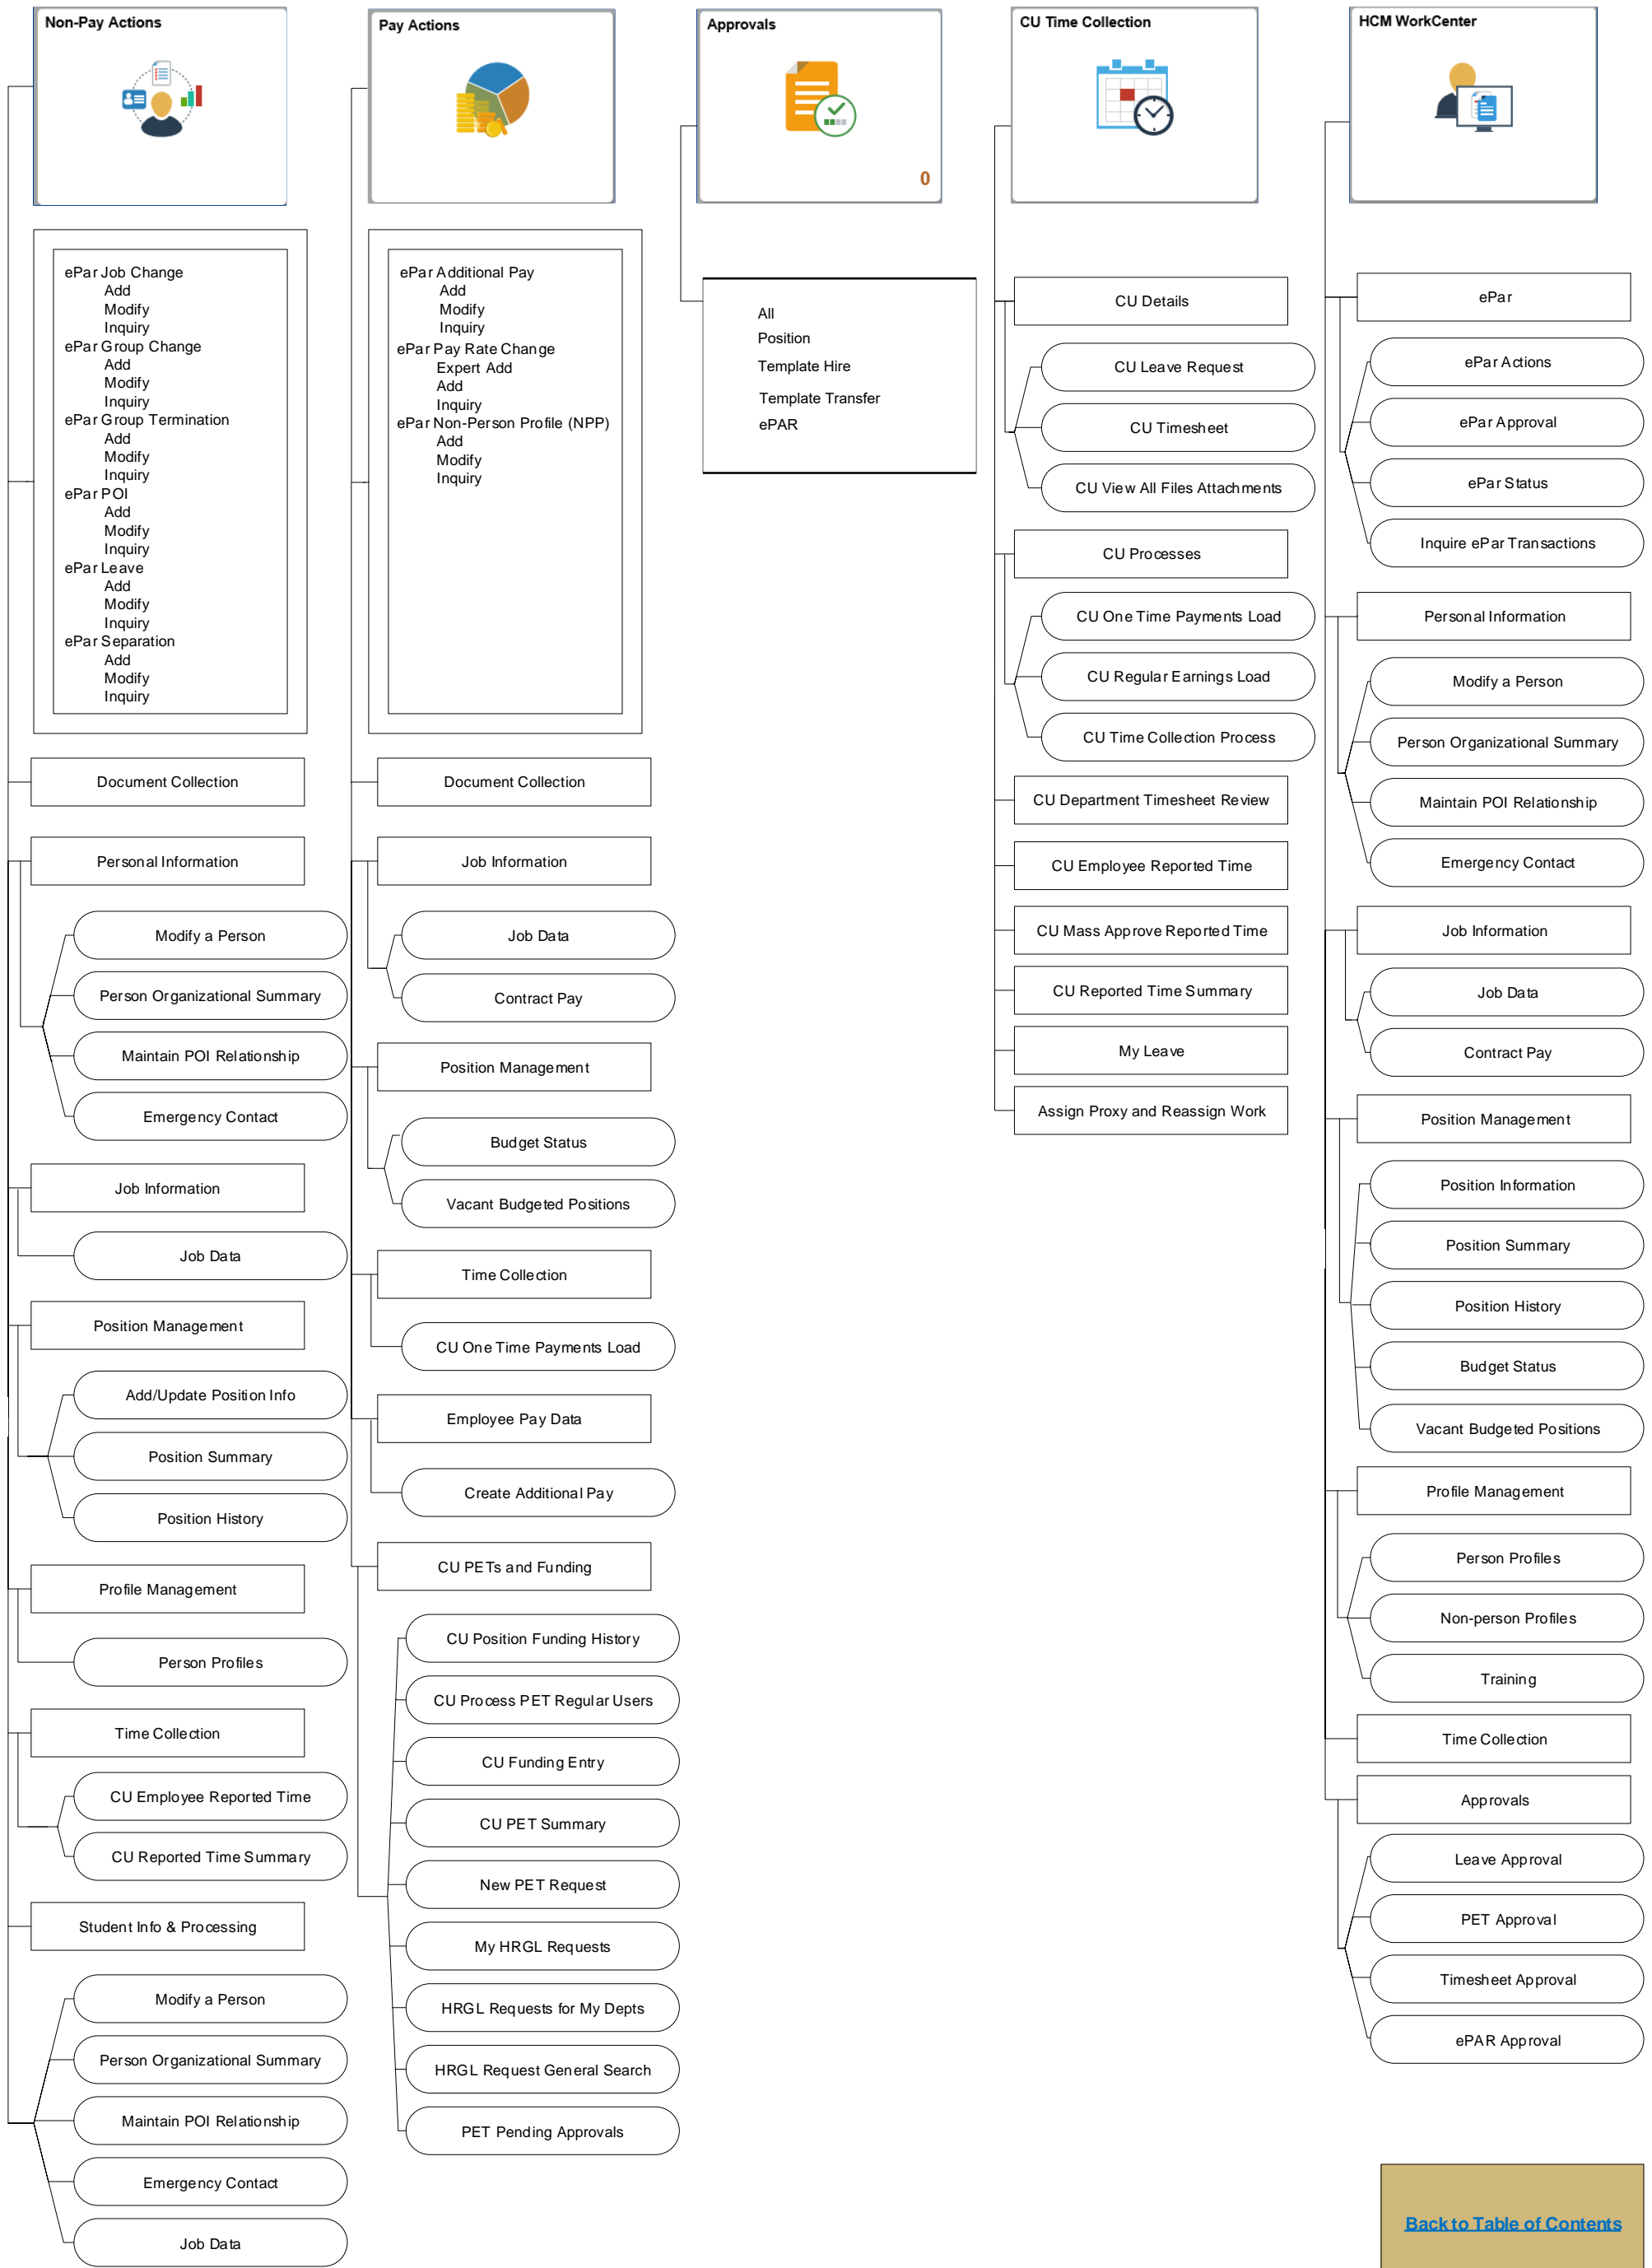 Non-Pay Actions
ePar Job Change
Add
Modify
Inquiry
ePar Group Change
Add
Modify
Inquiry
ePar Group Termination
Add
Modify
Inquiry
ePar POI
Add
Modify
Inquiry
ePar Leave
Add
Modify
Inquiry
ePar Separation
Add
Modify
Inquiry
Document Collection
Personal Information
Modify a Person
Person Organizational Summary
Maintain POI Relationship
Emergency Contact
Job Information
Job Data
Position Management
Add/Update Position Info
Position Summary
Position History
Profile Management
Person Profiles
Time Collection
CU Employee Reported Time
CU Reported Time Summary
Student Info & Processing
Modify a Person
Person Organizational Summary
Maintain POI Relationship
Emergency Contact
Job Data
Pay Actions
ePar Additional Pay
Add
Modify
Inquiry
ePar Pay Rate Change
Expert Add
Add
Inquiry
ePar Non-Person Profile (NPP)
Add
Modify
Inquiry
Document Collection
Job Information
Job Data
Contract Pay
Position Management
Budget Status
Vacant Budgeted Positions
Time Collection
CU One Time Payments Load
Employee Pay Data
Create Additional Pay
CU PETs and Funding
CU Position Funding History
CU Process PET Regular Users
CU Funding Entry
CU PET Summary
New PET Request
My HRGL Requests
HRGL Requests for My Depts
HRGL Request General Search
PET Pending Approvals
Approvals
0
All
Position
Template Hire
Template Transfer
ePAR
CU Time Collection
CU Details
CU Leave Request
CU Timesheet
CU View All Files Attachments
CU Processes
CU One Time Payments Load
CU Regular Earnings Load
CU Time Collection Process
CU Department Timesheet Review
CU Employee Reported Time
CU Mass Approve Reported Time
CU Reported Time Summary
My Leave
Assign Proxy and Reassign Work
HCM WorkCenter
ePar
ePar Actions
ePar Approval
ePar Status
Inquire ePar Transactions
Personal Information
Modify a Person
Person Organizational Summary
Maintain POI Relationship
Emergency Contact
Job Information
Job Data
Contract Pay
Position Management
Position Information
Position Summary
Position History
Budget Status
Vacant Budgeted Positions
Profile Management
Person Profiles
Non-person Profiles
Training
Time Collection
Approvals
Leave Approval
PET Approval
Timesheet Approval
ePAR Approval
Back to Table of Contents